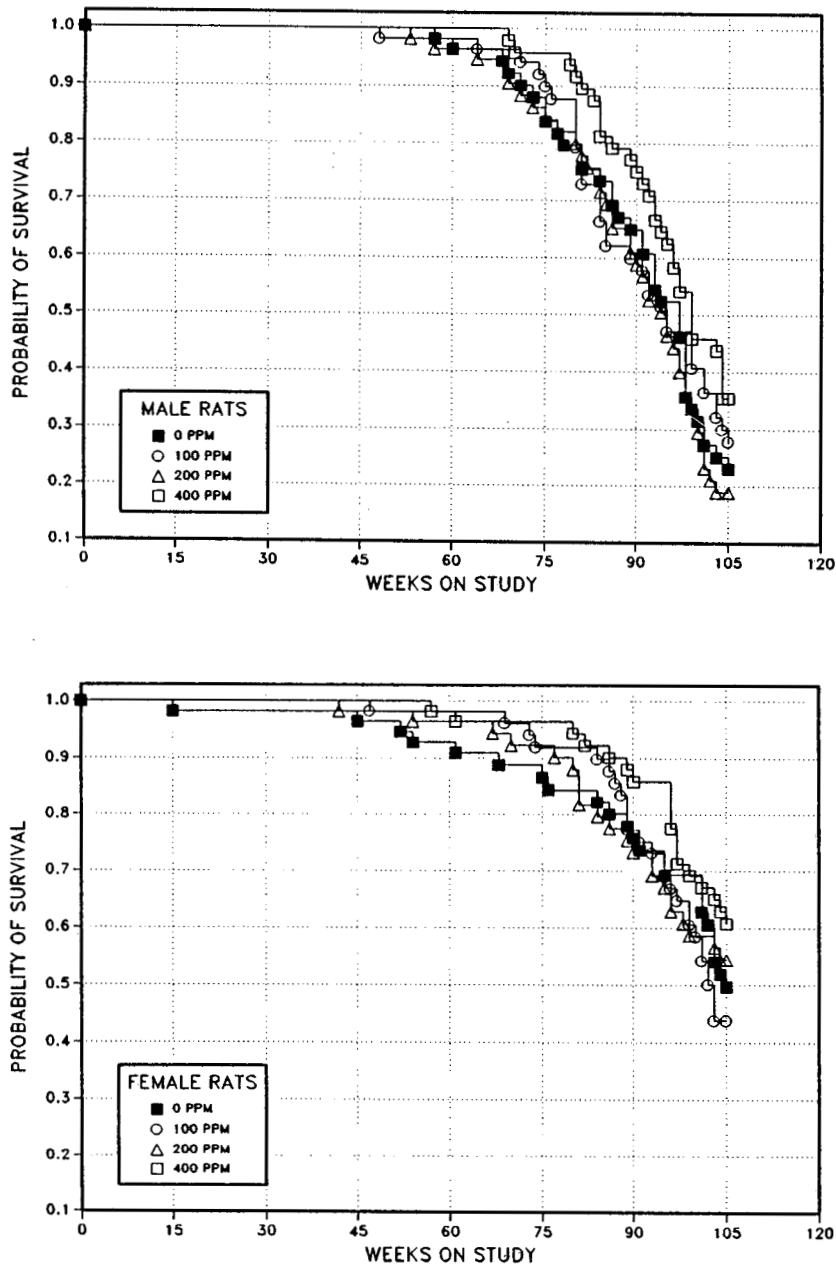 1.0
0.9
0.8
0.7
0.6
0.5
0.4
0.3
0.2
0.1
PROBABILITY OF SURVIVAL
MALE RATS
0 PPM
100 PPM
200 PPM
400 PPM
0 15 30 45 60 75 90 105 120
WEEKS ON STUDY
1.0
0.9
0.8
0.7
0.6
0.5
0.4
0.3
0.2
0.1
PROBABILITY OF SURVIVAL
FEMALE RATS
0 PPM
100 PPM
200 PPM
400 PPM
0 15 30 45 60 75 90 105 120
WEEKS ON STUDY